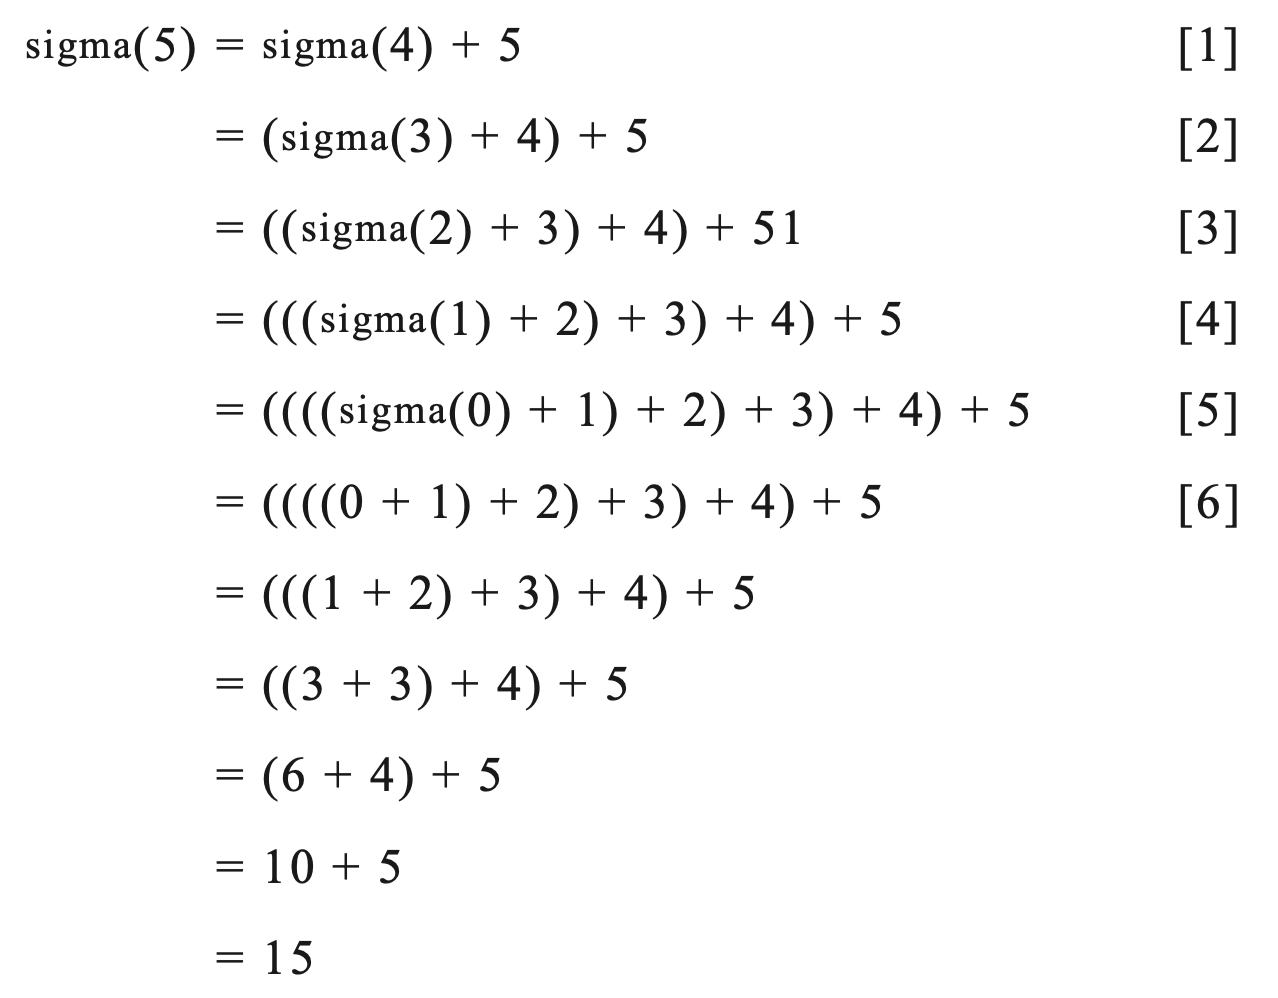 sigma(5) = sigma(4) + 5 [1]
= (sigma(3) + 4) + 5 [2]
= ((sigma(2) + 3) + 4) + 51 [3]
= (((sigma(1) + 2) + 3) + 4) + 5 [4]
= ((((sigma(0) + 1) + 2) + 3) + 4) + 5 [5]
= ((((0 + 1) + 2) + 3) + 4) + 5 [6]
= (((1 + 2) + 3) + 4) + 5
= ((3 + 3) + 4) + 5
= (6 + 4) + 5
= 10 + 5
= 15